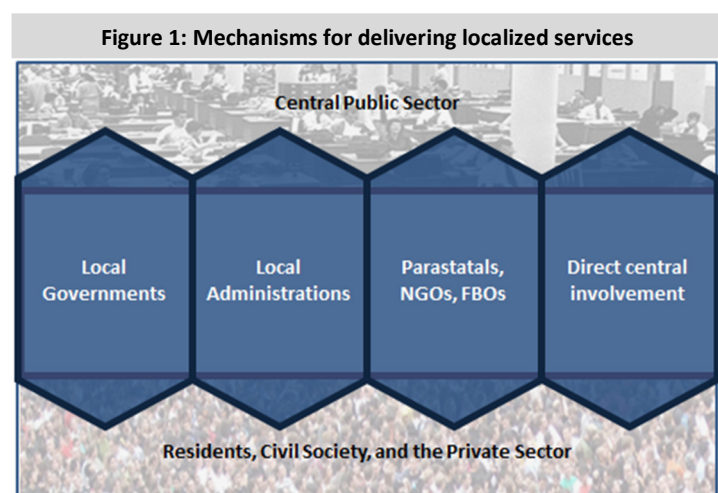 Figure 1: Mechanisms for delivering localized services
Central Public Sector
Local
Governments
Local
Administrations
Parastatals,
NGOs, FBOs
Direct central
involvement
Residents, Civil Society, and the Private Sector